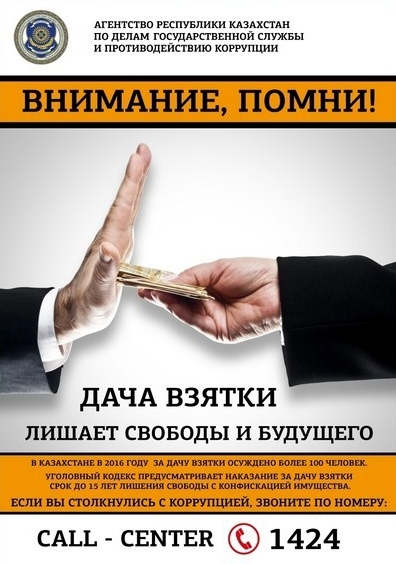 АГЕНТСТВО РЕСПУБЛИКИ КАЗАХСТАН
ПО ДЕЛАМ ГОСУДАРСТВЕННОЙ СЛУЖБЫ
И ПРОТИВОДЕЙСТВИЮ КОРРУПЦИИ
ВНИМАНИЕ, ПОМНИ!
ДАЧА ВЗЯТКИ
ЛИШАЕТ СВОБОДЫ И БУДУЩЕГО
В КАЗАХСТАНЕ В 2016 ГОДУ ЗА ДАЧУ ВЗЯТКИ ОСУЖДЕНО БОЛЕЕ 100 ЧЕЛОВЕК.
УГОЛОВНЫЙ КОДЕКС ПРЕДУСМАТРИВАЕТ НАКАЗАНИЕ ЗА ДАЧУ ВЗЯТКИ
СРОК ДО 15 ЛЕТ ЛИШЕНИЯ СВОБОДЫ С КОНФИСКАЦИЕЙ ИМУЩЕСТВА.
ЕСЛИ ВЫ СТОЛКНУЛИСЬ С КОРРУПЦИЕЙ, ЗВОНИТЕ ПО НОМЕРУ:
CALL - CENTER 1424